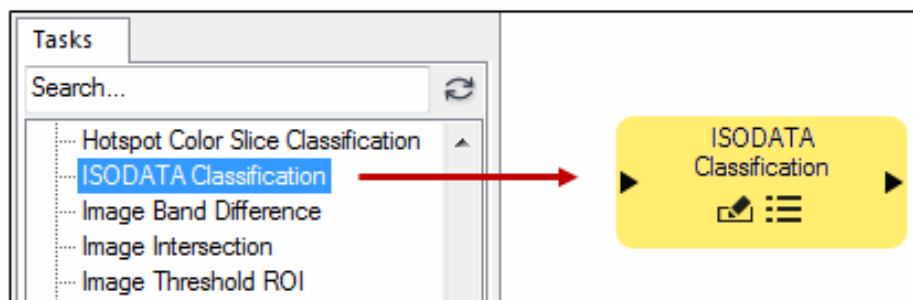 Tasks
Search...
Hotspot Color Slice Classification
ISODATA Classification
Image Band Difference
Image Intersection
Image Threshold ROI
ISODATA
Classification